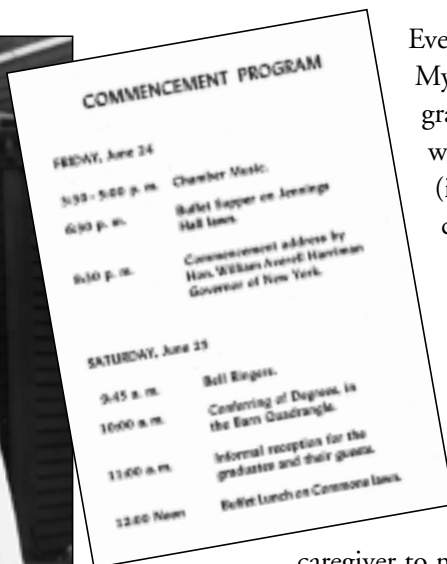 COMMENCEMENT PROGRAM
FRIDAY, June 24
3:30 - 5:00 p. m. Chamber Music.
6:30 p. m. Buffet Supper on Jennings
Hall lawn.
8:30 p. m. Commencement address by
Hon. William Averell Harriman
Governor of New York.
SATURDAY, June 25
9:45 a. m. Bell Ringers.
10:00 a. m. Conferring of Degrees, in
the Barn Quadrangle.
11:00 a. m. Informal reception for the
graduates and their guests.
12:00 Noon Buffet Lunch on Commons lawn.
Eve
My
gra
w
(i
caregiver to